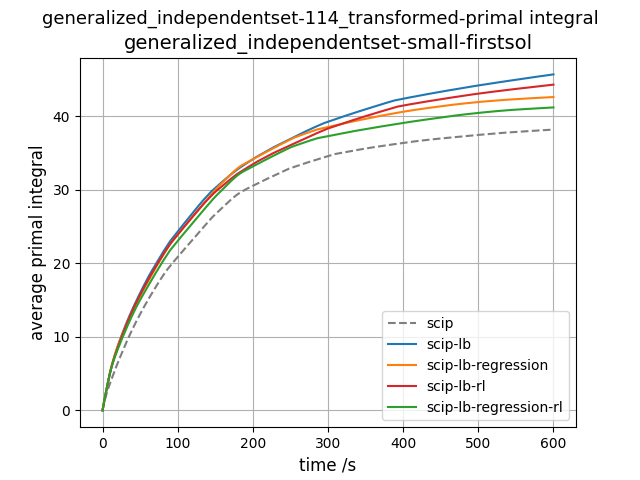 generalized_independentset-114_transformed-primal integral
generalized_independentset-small-firstsol
average primal integral
40
30
20
10
0
0 100 200 300 400 500 600
time /s
scip
scip-lb
scip-lb-regression
scip-lb-rl
scip-lb-regression-rl